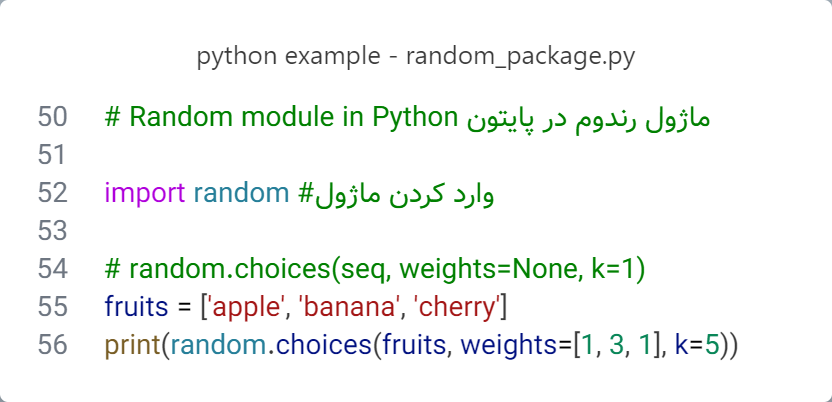 python example - random_package.py
50 # Random module in Python ماژول رندوم در پایتون
51
52 import random #وارد کردن ماژول
53
54 # random.choices(seq, weights=None, k=1)
55 fruits = ['apple', 'banana', 'cherry']
56 print(random.choices(fruits, weights=[1, 3, 1], k=5))